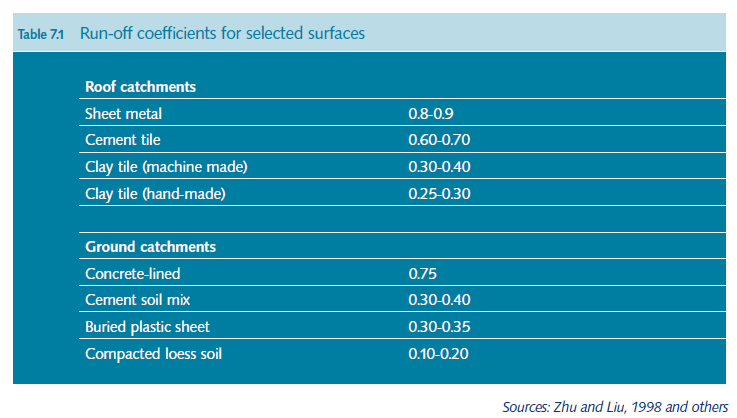 Table 7.1 Run-off coefficients for selected surfaces
Roof catchments
Sheet metal 0.8-0.9
Cement tile 0.60-0.70
Clay tile (machine made) 0.30-0.40
Clay tile (hand-made) 0.25-0.30
Ground catchments
Concrete-lined 0.75
Cement soil mix 0.30-0.40
Buried plastic sheet 0.30-0.35
Compacted loess soil 0.10-0.20
Sources: Zhu and Liu, 1998 and others